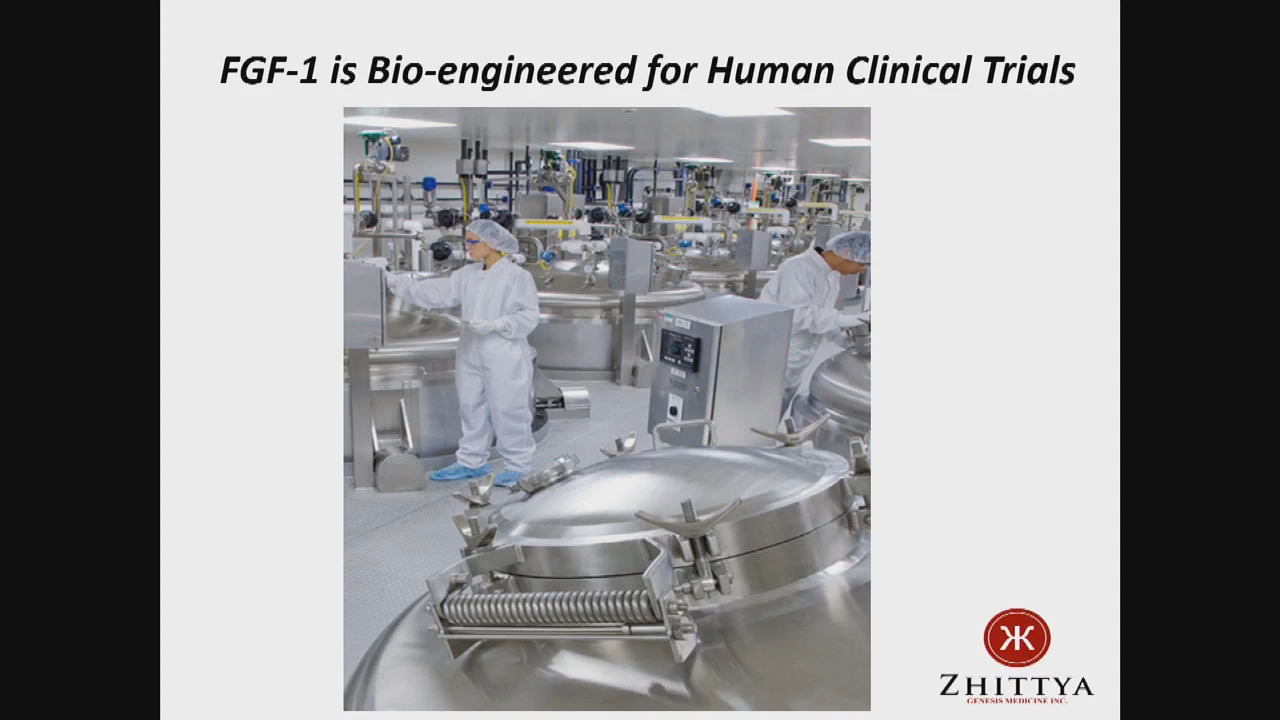 FGF-1 is Bio-engineered for Human Clinical Trials
ZHITTYA
GENESIS MEDICINE INC.